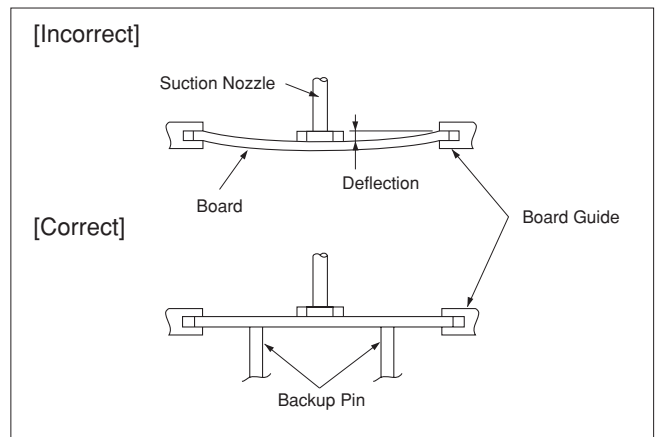 [Incorrect]
Suction Nozzle
Deflection
Board
Board Guide
[Correct]
Backup Pin